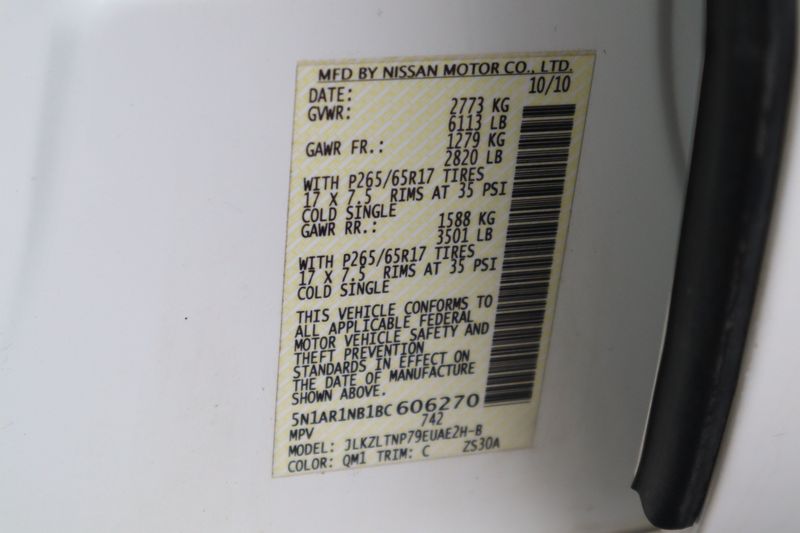 MFD BY NISSAN MOTOR CO., LTD.
DATE: 10/10
GVWR: 2773 KG
6113 LB
GAWR FR.: 1279 KG
2820 LB
WITH P265/65R17 TIRES
17 X 7.5 RIMS AT 35 PSI
COLD SINGLE
GAWR RR.: 1588 KG
3501 LB
WITH P265/65R17 TIRES
17 X 7.5 RIMS AT 35 PSI
COLD SINGLE
THIS VEHICLE CONFORMS TO
ALL APPLICABLE FEDERAL
MOTOR VEHICLE SAFETY AND
THEFT PREVENTION
STANDARDS IN EFFECT ON
THE DATE OF MANUFACTURE
SHOWN ABOVE.
5N1AR1NB1BC606270
MPV 742
MODEL: JLKZLTNP79EUAE2H-B
COLOR: QM1 TRIM: C ZS30A